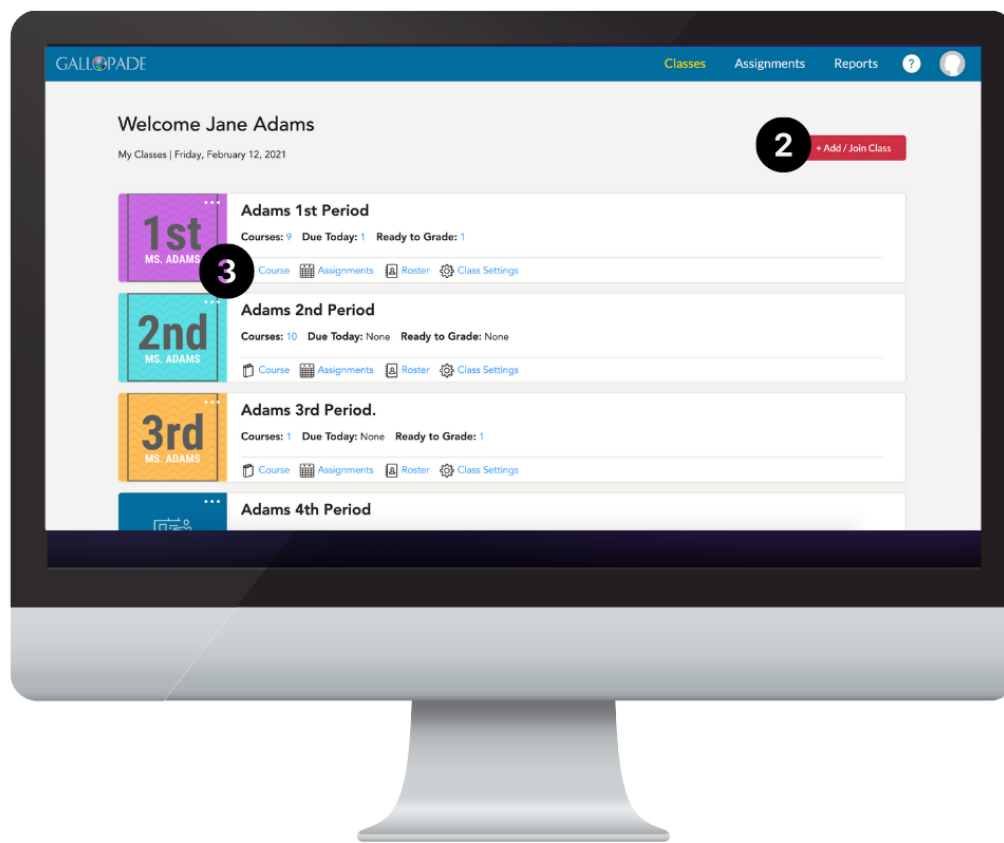 GALLOPADE
Classes Assignments Reports ?
Welcome Jane Adams
My Classes | Friday, February 12, 2021
2
+ Add / Join Class
1st
MS. ADAMS
Adams 1st Period
Courses: 9 Due Today: 1 Ready to Grade: 1
3
Course Assignments Roster Class Settings
2nd
MS. ADAMS
Adams 2nd Period
Courses: 10 Due Today: None Ready to Grade: None
Course Assignments Roster Class Settings
3rd
MS. ADAMS
Adams 3rd Period.
Courses: 1 Due Today: None Ready to Grade: 1
Course Assignments Roster Class Settings
Adams 4th Period